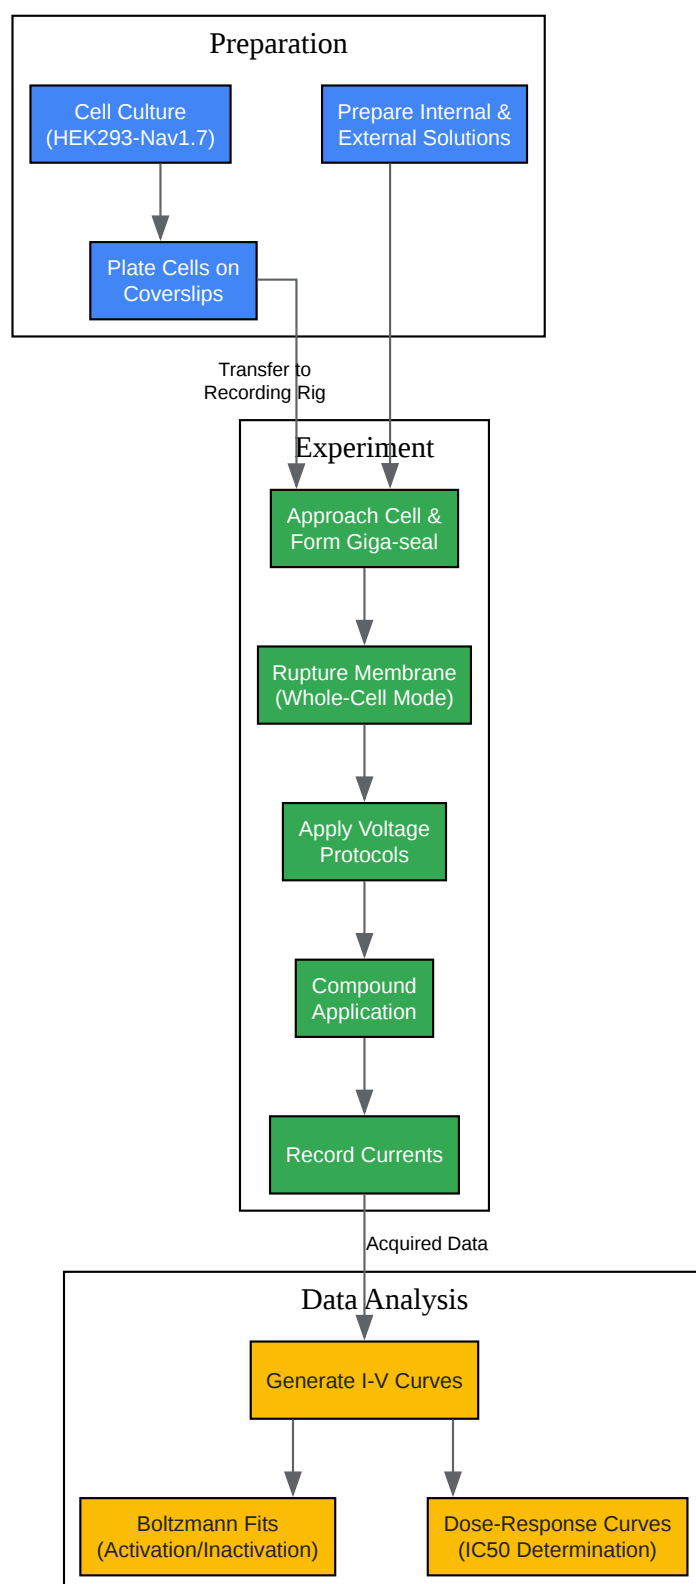 Preparation
Cell Culture
(HEK293-Nav1.7)
Prepare Internal &
External Solutions
Plate Cells on
Coverslips
Transfer to
Recording Rig
Experiment
Approach Cell &
Form Giga-seal
Rupture Membrane
(Whole-Cell Mode)
Apply Voltage
Protocols
Compound
Application
Record Currents
Acquired Data
Data Analysis
Generate I-V Curves
Boltzmann Fits
(Activation/Inactivation)
Dose-Response Curves
(IC50 Determination)